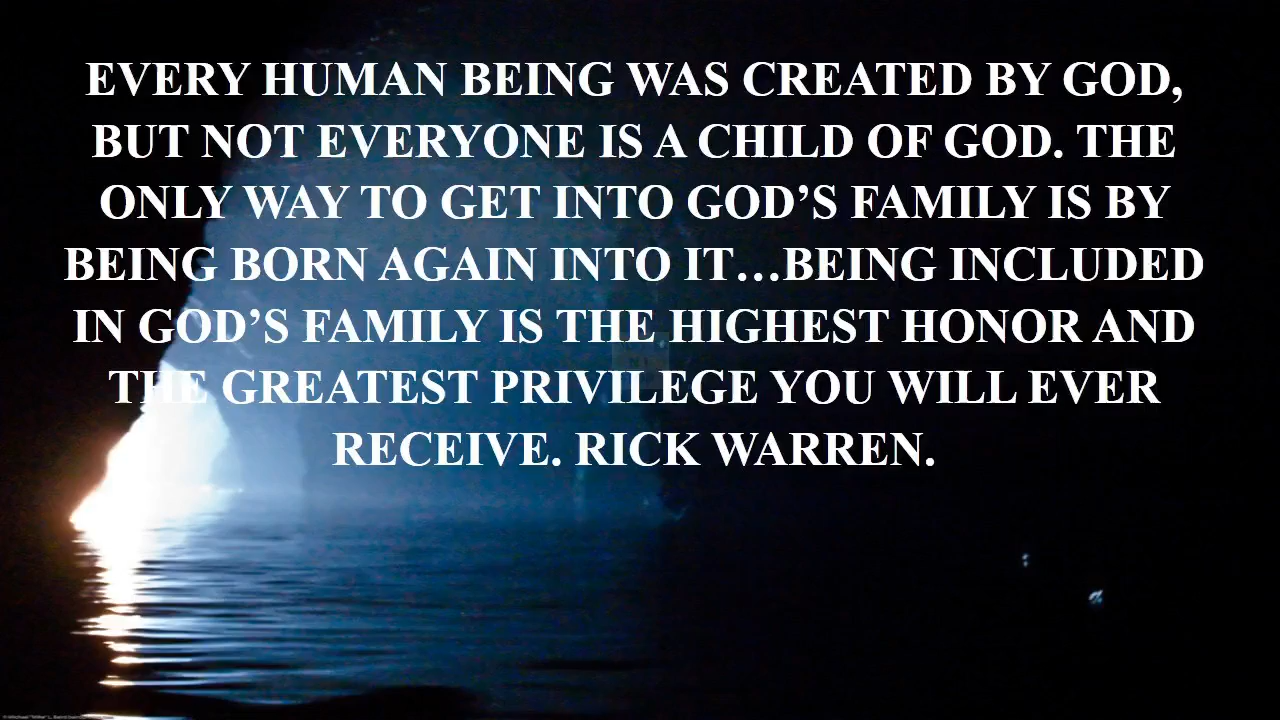 EVERY HUMAN BEING WAS CREATED BY GOD,
BUT NOT EVERYONE IS A CHILD OF GOD. THE
ONLY WAY TO GET INTO GOD’S FAMILY IS BY
BEING BORN AGAIN INTO IT…BEING INCLUDED
IN GOD’S FAMILY IS THE HIGHEST HONOR AND
THE GREATEST PRIVILEGE YOU WILL EVER
RECEIVE. RICK WARREN.